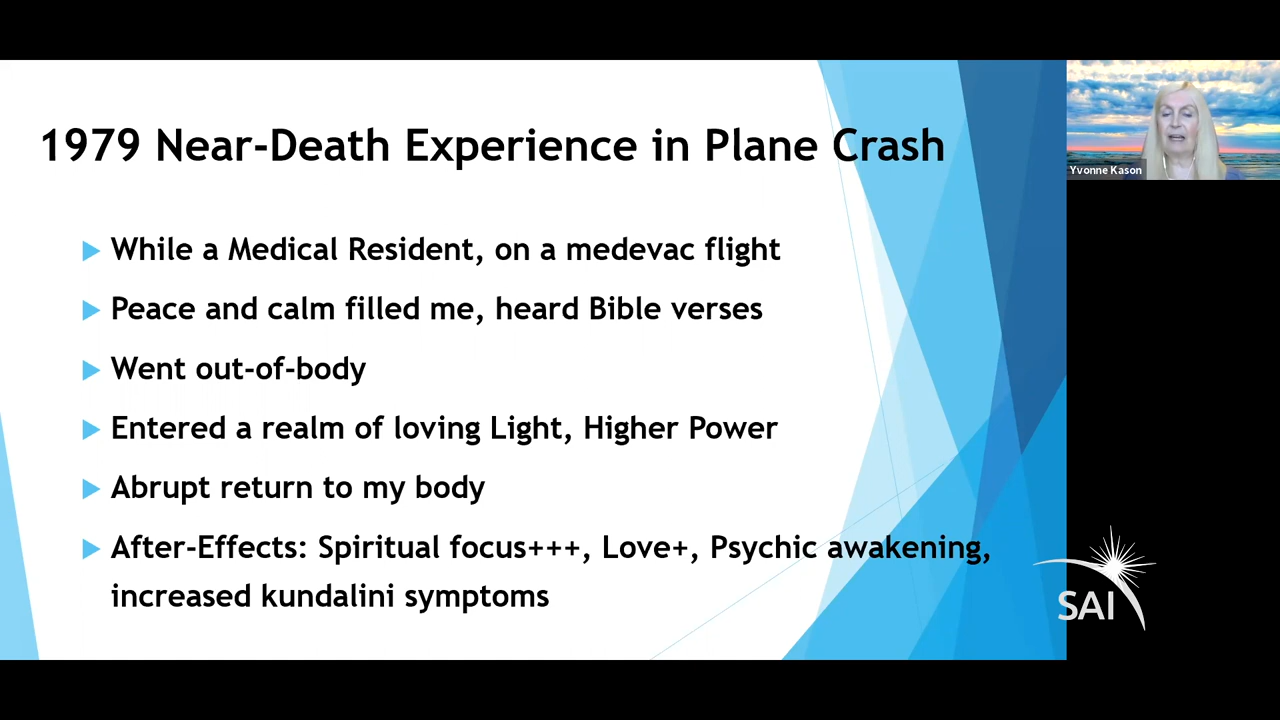 1979 Near-Death Experience in Plane Crash
While a Medical Resident, on a medevac flight
Peace and calm filled me, heard Bible verses
Went out-of-body
Entered a realm of loving Light, Higher Power
Abrupt return to my body
After-Effects: Spiritual focus+++, Love+, Psychic awakening,
increased kundalini symptoms
Yvonne Kason
SAI